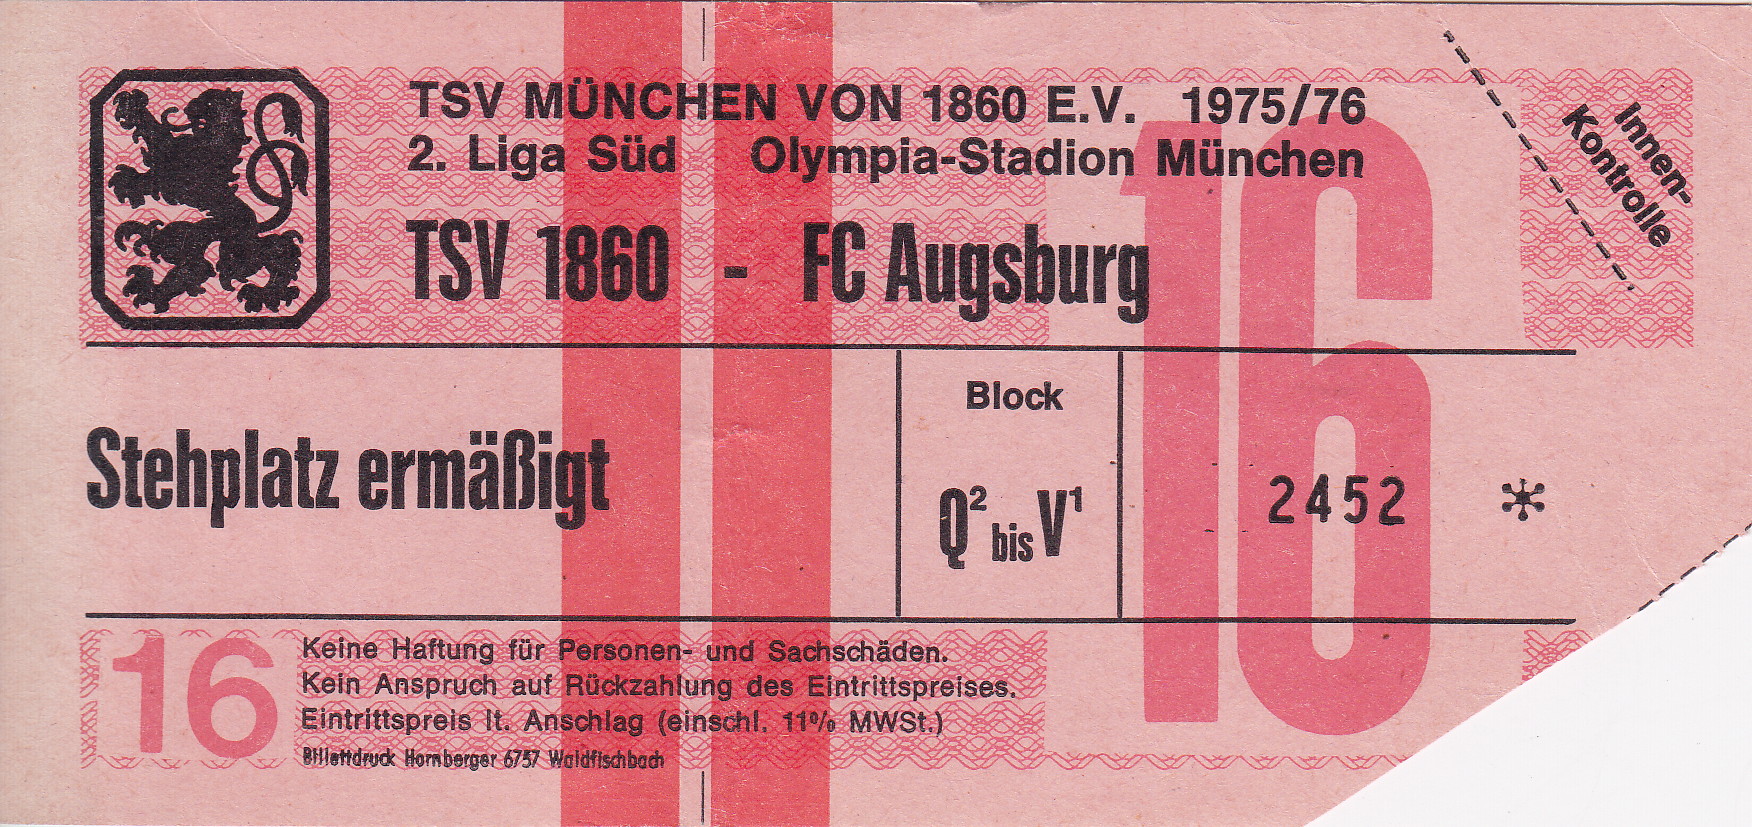 TSV MÜNCHEN VON 1860 E.V. 1975/76
2. Liga Süd Olympia-Stadion München
TSV 1860 - FC Augsburg
Innen-
Kontrolle
16
Stehplatz ermäßigt
Block
Q² bis V¹
2452 *
16
Keine Haftung für Personen- und Sachschäden.
Kein Anspruch auf Rückzahlung des Eintrittspreises.
Eintrittspreis lt. Anschlag (einschl. 11% MWSt.)
Billettdruck Hornberger 6757 Waldfischbach